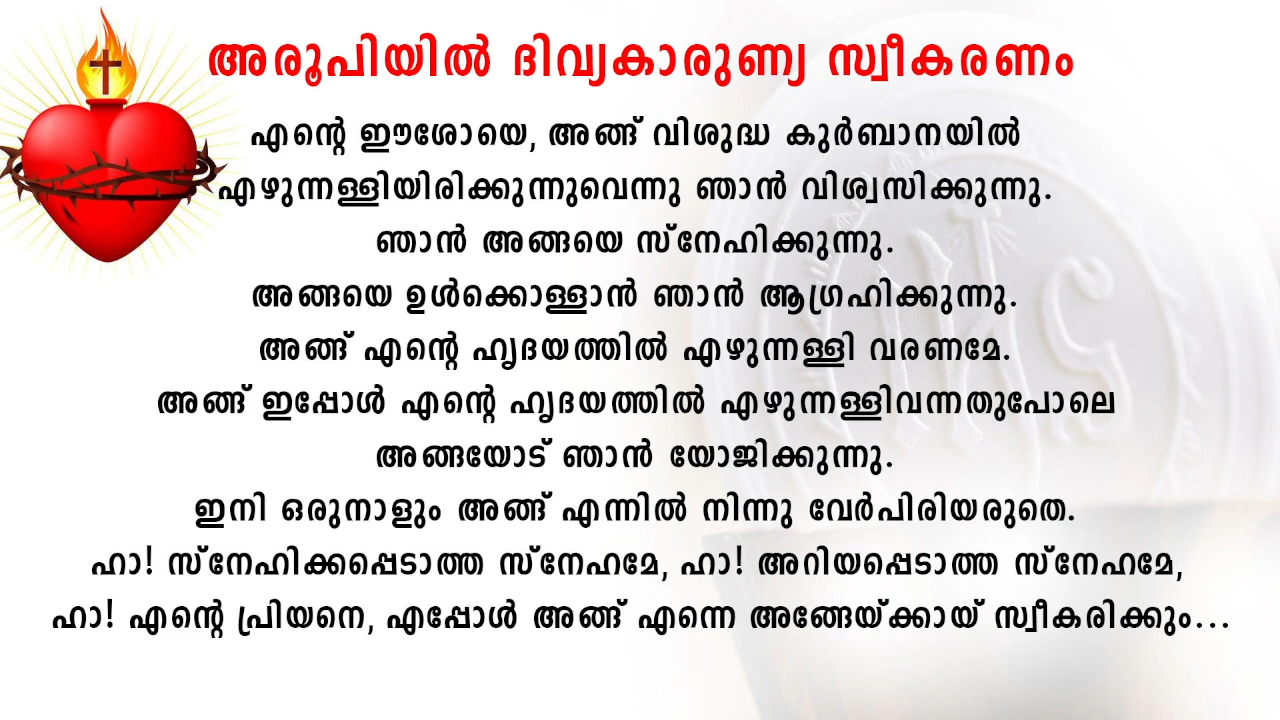 അരൂപിയിൽ ദിവ്യകാരുണ്യ സ്വീകരണം
എന്റെ ഈശോയെ, അങ്ങ് വിശുദ്ധ കുർബാനയിൽ
എഴുന്നള്ളിയിരിക്കുന്നുവെന്നു ഞാൻ വിശ്വസിക്കുന്നു.
ഞാൻ അങ്ങയെ സ്നേഹിക്കുന്നു.
അങ്ങയെ ഉൾക്കൊള്ളാൻ ഞാൻ ആഗ്രഹിക്കുന്നു.
അങ്ങ് എന്റെ ഹൃദയത്തിൽ എഴുന്നള്ളി വരണമേ.
അങ്ങ് ഇപ്പോൾ എന്റെ ഹൃദയത്തിൽ എഴുന്നള്ളിവന്നതുപോലെ
അങ്ങയോട് ഞാൻ യോജിക്കുന്നു.
ഇനി ഒരുനാളും അങ്ങ് എന്നിൽ നിന്നു വേർപിരിയരുതെ.
ഹാ! സ്നേഹിക്കപ്പെടാത്ത സ്നേഹമേ, ഹാ! അറിയപ്പെടാത്ത സ്നേഹമേ,
ഹാ! എന്റെ പ്രിയനെ, എപ്പോൾ അങ്ങ് എന്നെ അങ്ങേയ്ക്കായ് സ്വീകരിക്കും...
IHS